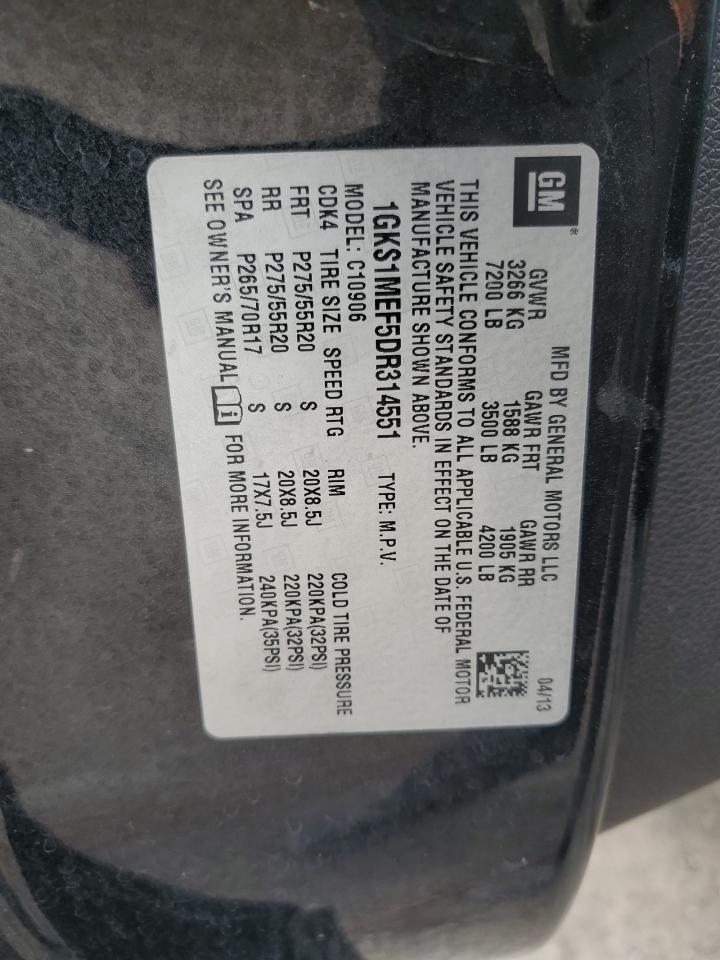 GM®
MFD BY GENERAL MOTORS LLC 04/13
GVWR GAWR FRT GAWR RR
3266 KG 1588 KG 1905 KG
7200 LB 3500 LB 4200 LB
THIS VEHICLE CONFORMS TO ALL APPLICABLE U.S. FEDERAL MOTOR
VEHICLE SAFETY STANDARDS IN EFFECT ON THE DATE OF
MANUFACTURE SHOWN ABOVE.
1GKS1MEF5DR314551 TYPE: M.P.V.
MODEL: C10906
CDK4 TIRE SIZE SPEED RTG RIM COLD TIRE PRESSURE
FRT P275/55R20 S 20X8.5J 220KPA(32PSI)
RR P275/55R20 S 20X8.5J 220KPA(32PSI)
SPA P265/70R17 S 17X7.5J 240KPA(35PSI)
SEE OWNER'S MANUAL i FOR MORE INFORMATION.